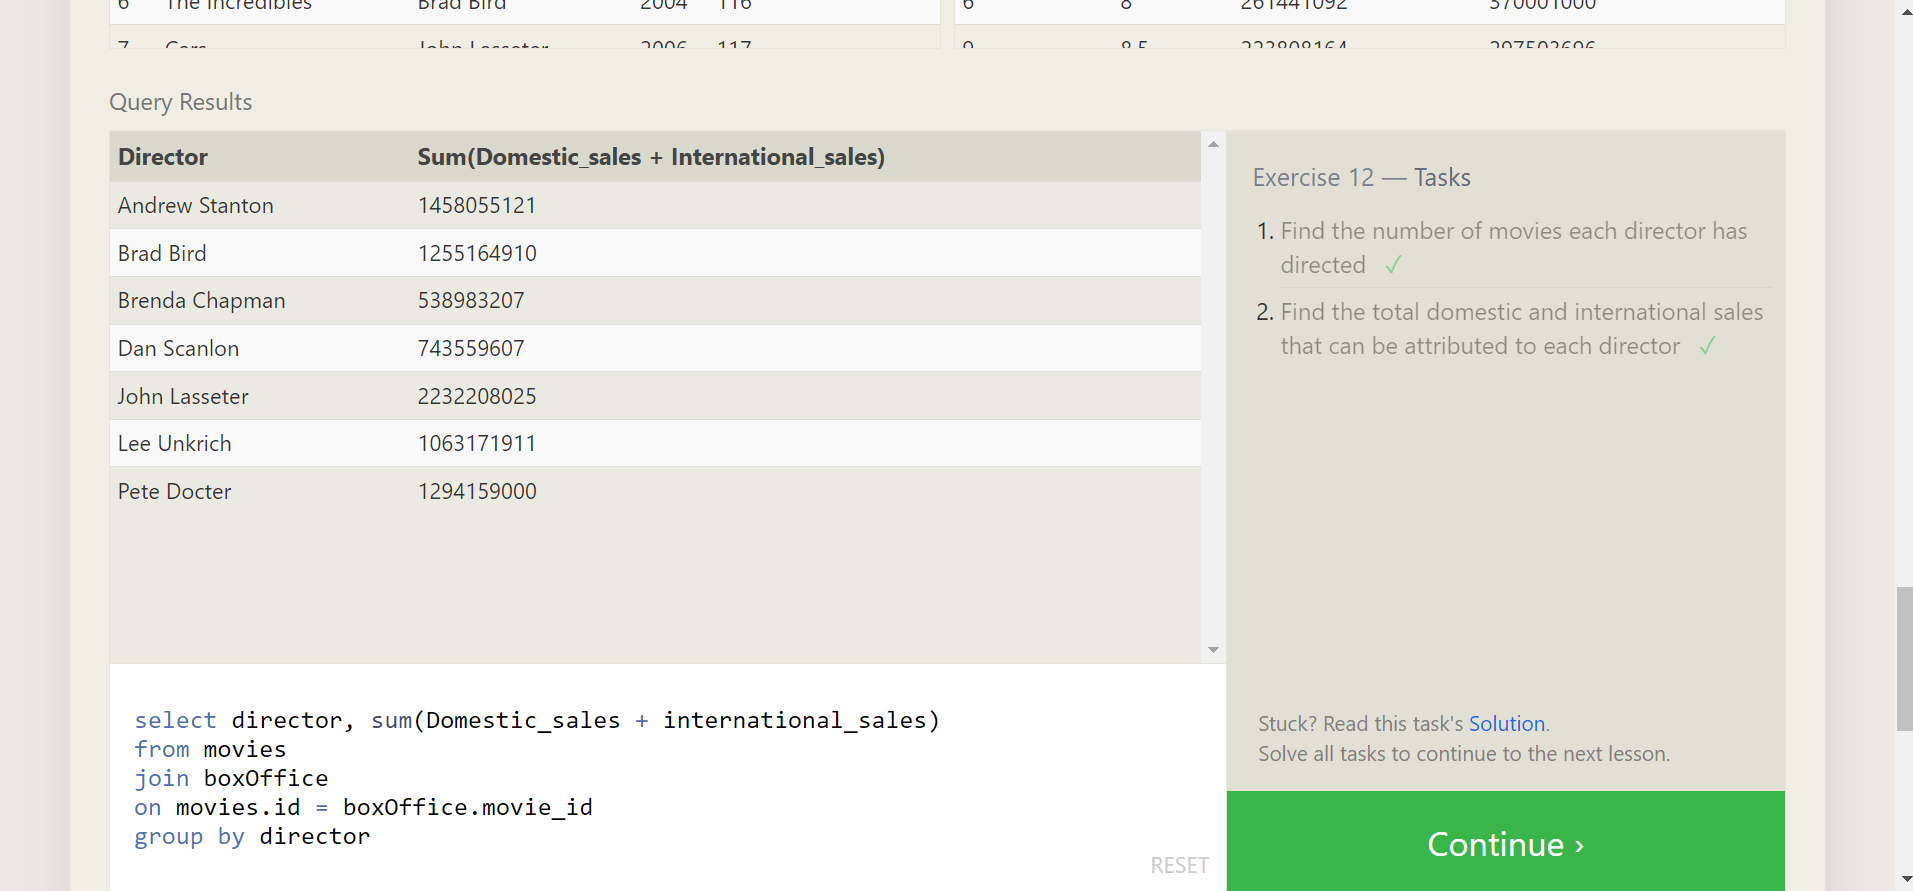 6 The Incredibles Brad Bird 2004 116 6 8 261441092 370001000
7 Cars John Lasseter 2006 117 9 8.5 223808164 297503696
Query Results
Director Sum(Domestic_sales + International_sales)
Andrew Stanton 1458055121
Brad Bird 1255164910
Brenda Chapman 538983207
Dan Scanlon 743559607
John Lasseter 2232208025
Lee Unkrich 1063171911
Pete Docter 1294159000
select director, sum(Domestic_sales + international_sales)
from movies
join boxOffice
on movies.id = boxOffice.movie_id
group by director
RESET
Exercise 12 — Tasks
1. Find the number of movies each director has
directed ✓
2. Find the total domestic and international sales
that can be attributed to each director ✓
Stuck? Read this task's Solution.
Solve all tasks to continue to the next lesson.
Continue ›